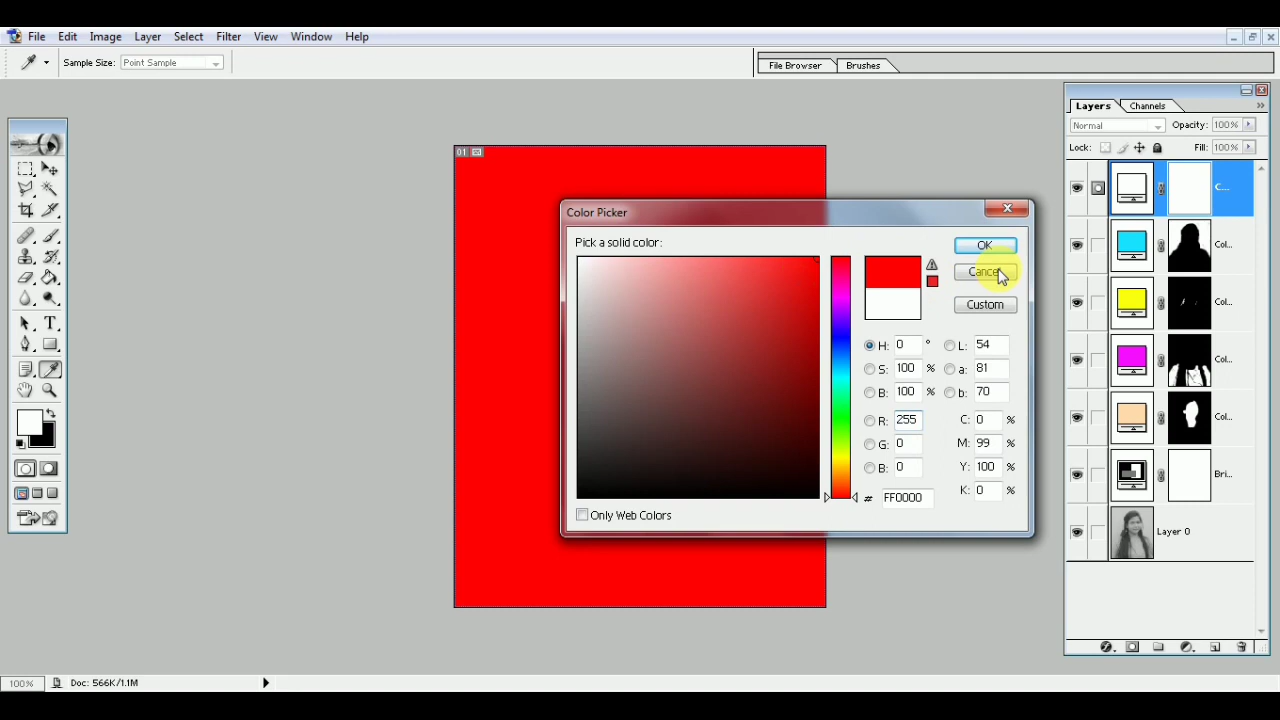 File Edit Image Layer Select Filter View Window Help
Sample Size: Point Sample
File Browser Brushes
Layers Channels
Normal Opacity: 100%
Lock: Fill: 100%
01
C...
Col...
Col...
Col...
Col...
Bri...
Layer 0
Color Picker
Pick a solid color:
OK
Cancel
Custom
H: 0 ° L: 54
S: 100 % a: 81
B: 100 % b: 70
R: 255 C: 0 %
G: 0 M: 99 %
B: 0 Y: 100 %
# FF0000 K: 0 %
Only Web Colors
100% Doc: 566K/1.1M